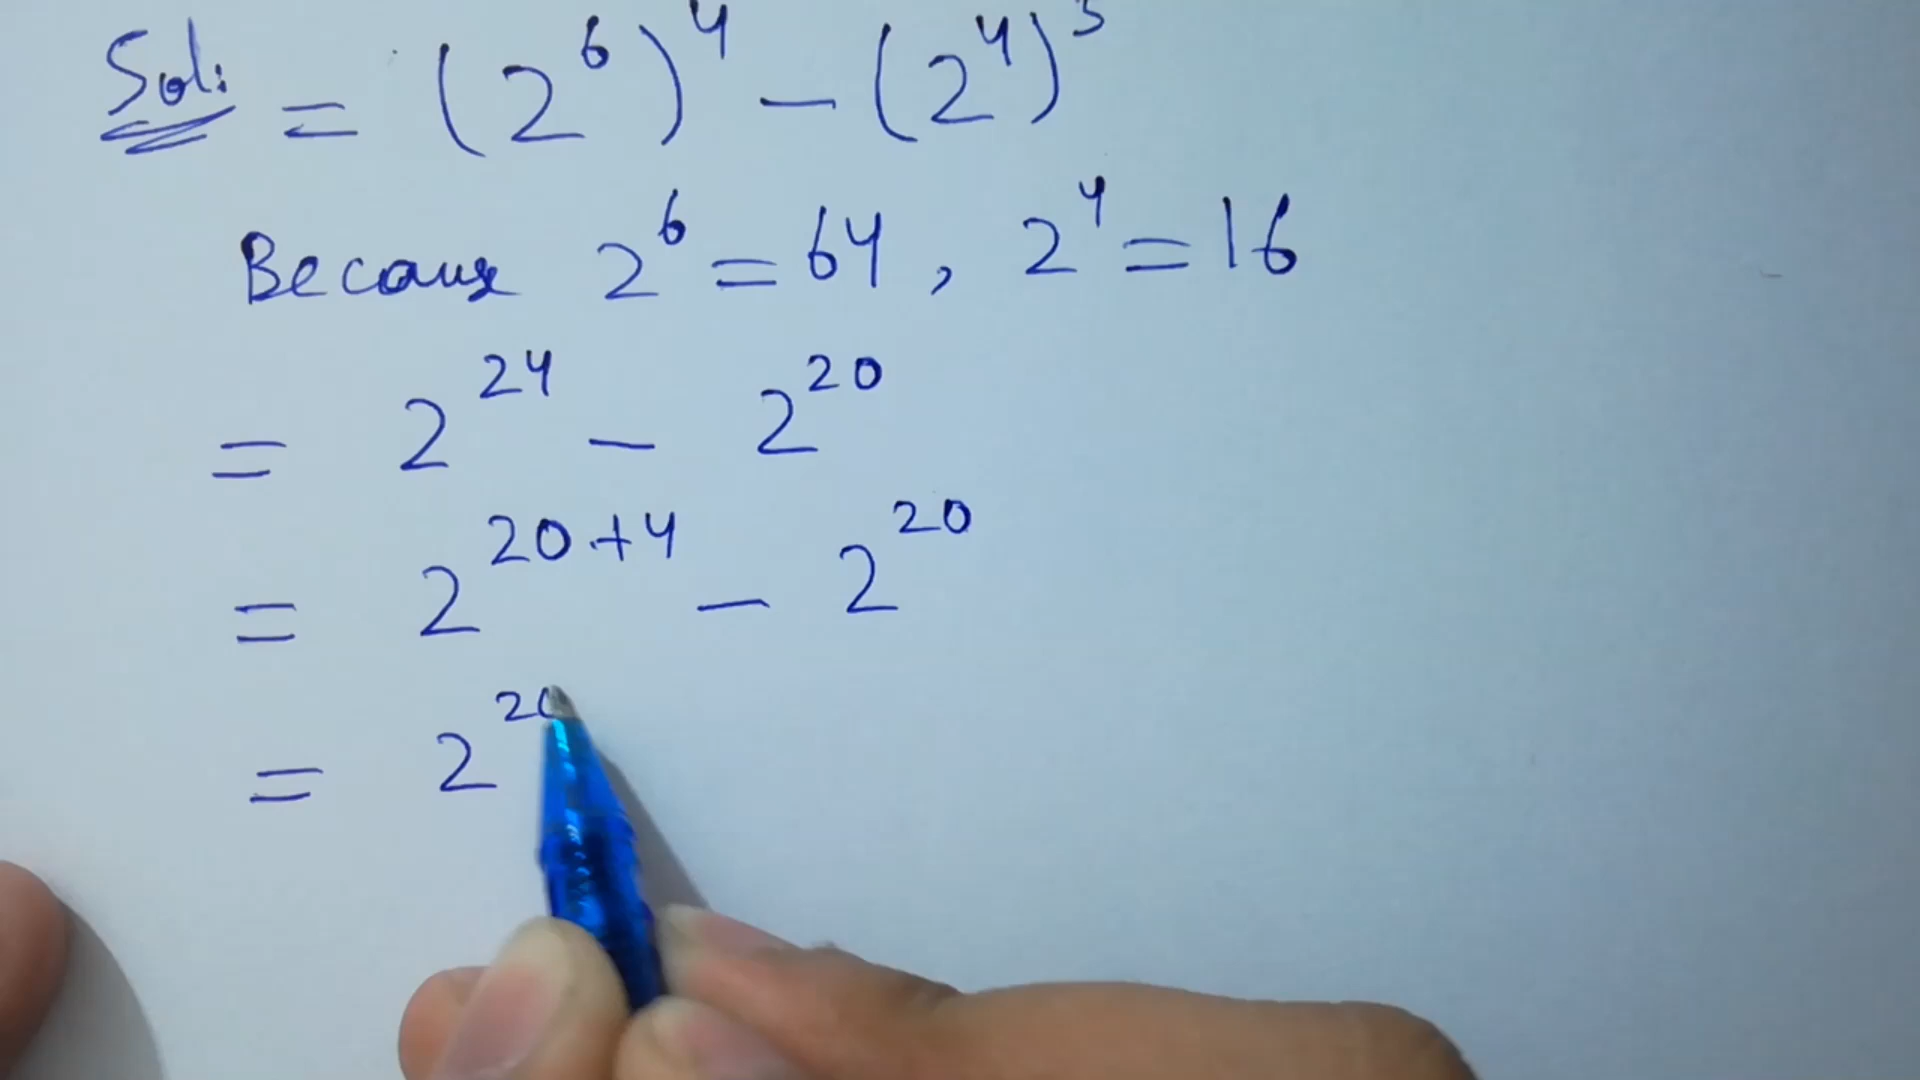 Sol: = (2^6)^4 - (2^4)^5
Because 2^6 = 64, 2^4 = 16
= 2^24 - 2^20
= 2^20+4 - 2^20
= 2^20